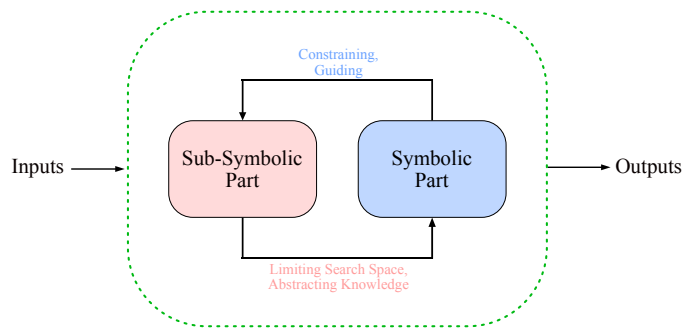 Constraining,
Guiding
Inputs
Sub-Symbolic
Part
Symbolic
Part
Outputs
Limiting Search Space,
Abstracting Knowledge